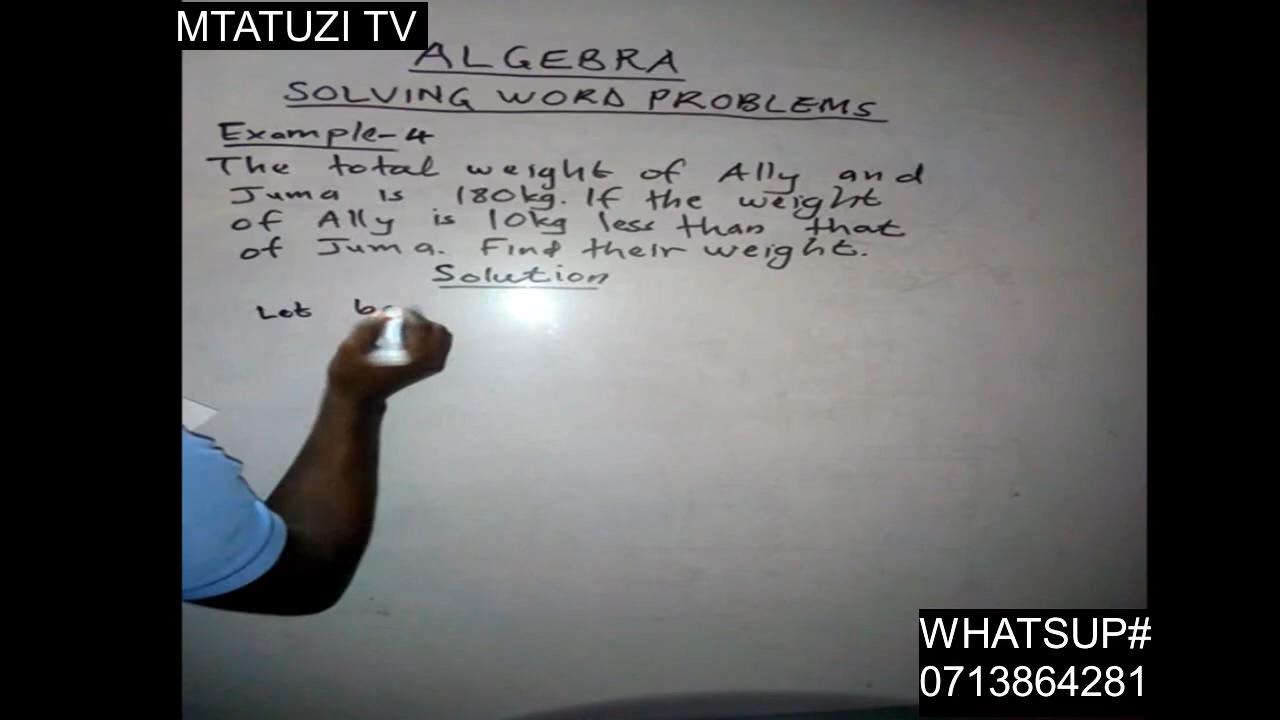 MTATUZI TV
ALGEBRA
SOLVING WORD PROBLEMS
Example-4
The total weight of Ally and
Juma is 180kg. If the weight
of Ally is 10kg less than that
of Juma. Find their weight.
Solution
Let be
WHATSUP#
0713864281